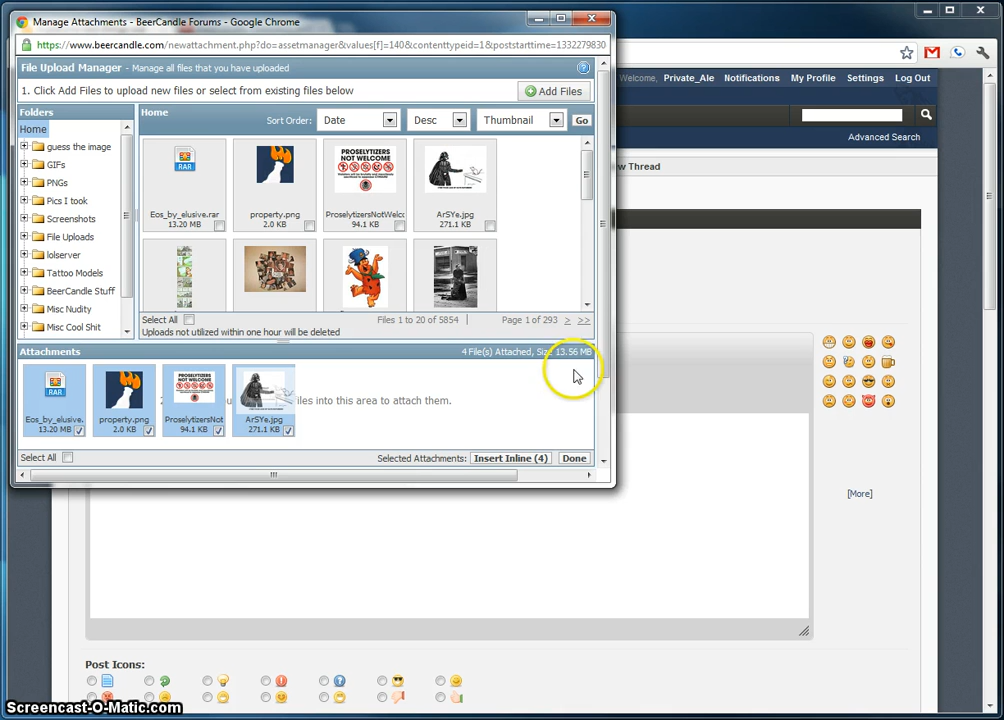 Manage Attachments - BeerCandle Forums - Google Chrome
https://www.beercandle.com/newattachment.php?do=assetmanager&values[f]=140&contenttypeid=1&poststarttime=1332279830
File Upload Manager - Manage all files that you have uploaded
1. Click Add Files to upload new files or select from existing files below
Add Files
Folders
Home
guess the image
GIFs
PNGs
Pics I took
Screenshots
File Uploads
lolserver
Tattoo Models
BeerCandle Stuff
Misc Nudity
Misc Cool Shit
Home
Sort Order: Date Desc Thumbnail Go
RAR
PROSELYTIZERS
NOT WELCOME
Eos_by_elusive.rar property.png ProselytizersNotWelc ArSYe.jpg
13.20 MB 2.0 KB 94.1 KB 271.1 KB
Select All
Files 1 to 20 of 5854
Page 1 of 293 > >>
Uploads not utilized within one hour will be deleted
Attachments
4 File(s) Attached, Size 13.56 MB
files into this area to attach them.
RAR
PROSELYTIZERS
NOT WELCOME
Eos_by_elusive. property.png ProselytizersNot ArSYe.jpg
13.20 MB 2.0 KB 94.1 KB 271.1 KB
Select All
Selected Attachments: Insert Inline (4) Done
Welcome, Private_Ale Notifications My Profile Settings Log Out
Advanced Search
w Thread
[More]
Post Icons:
Screencast-O-Matic.com